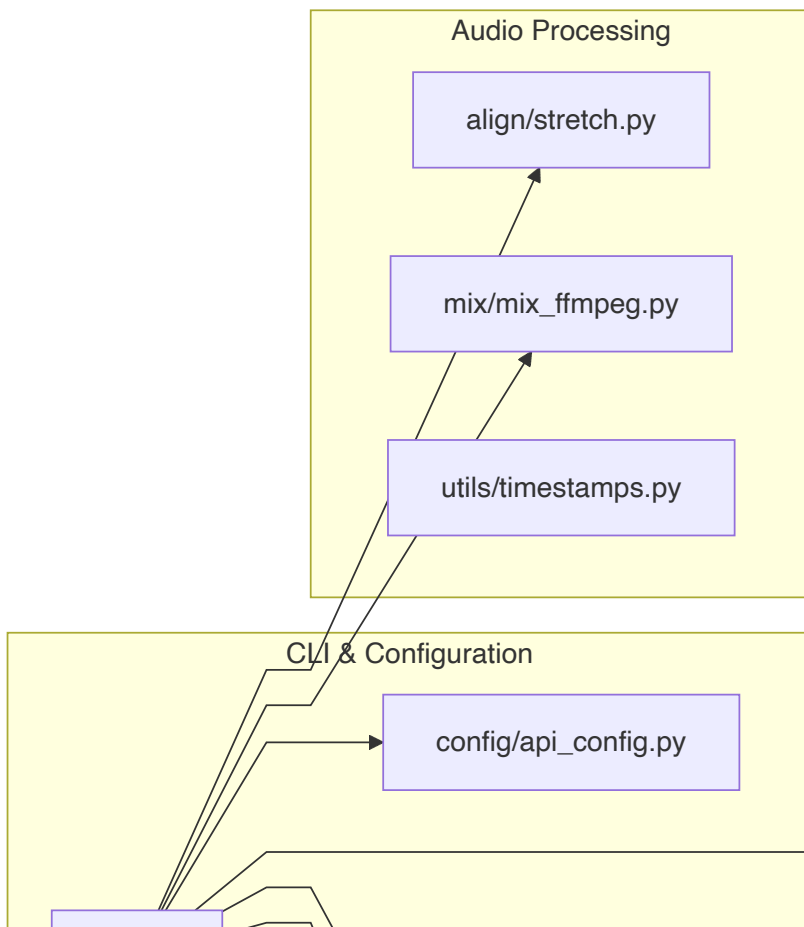 Audio Processing
align/stretch.py
mix/mix_ffmpeg.py
utils/timestamps.py
CLI & Configuration
config/api_config.py